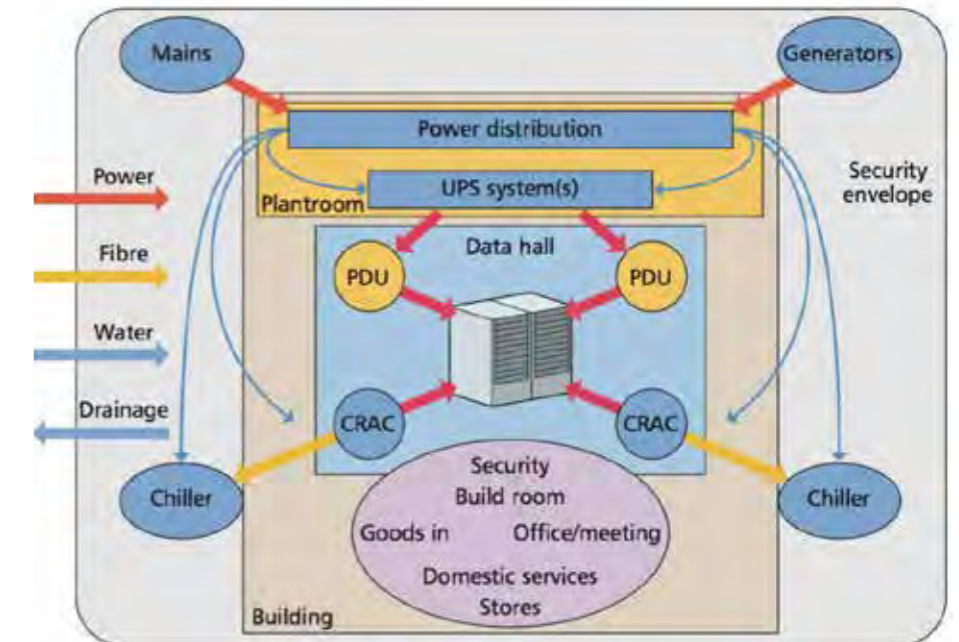 Mains
Generators
Power distribution
Power
UPS system(s)
Security
envelope
Plantroom
Fibre
Data hall
PDU
PDU
Water
Drainage
CRAC
CRAC
Chiller
Chiller
Security
Build room
Goods in
Office/meeting
Domestic services
Stores
Building